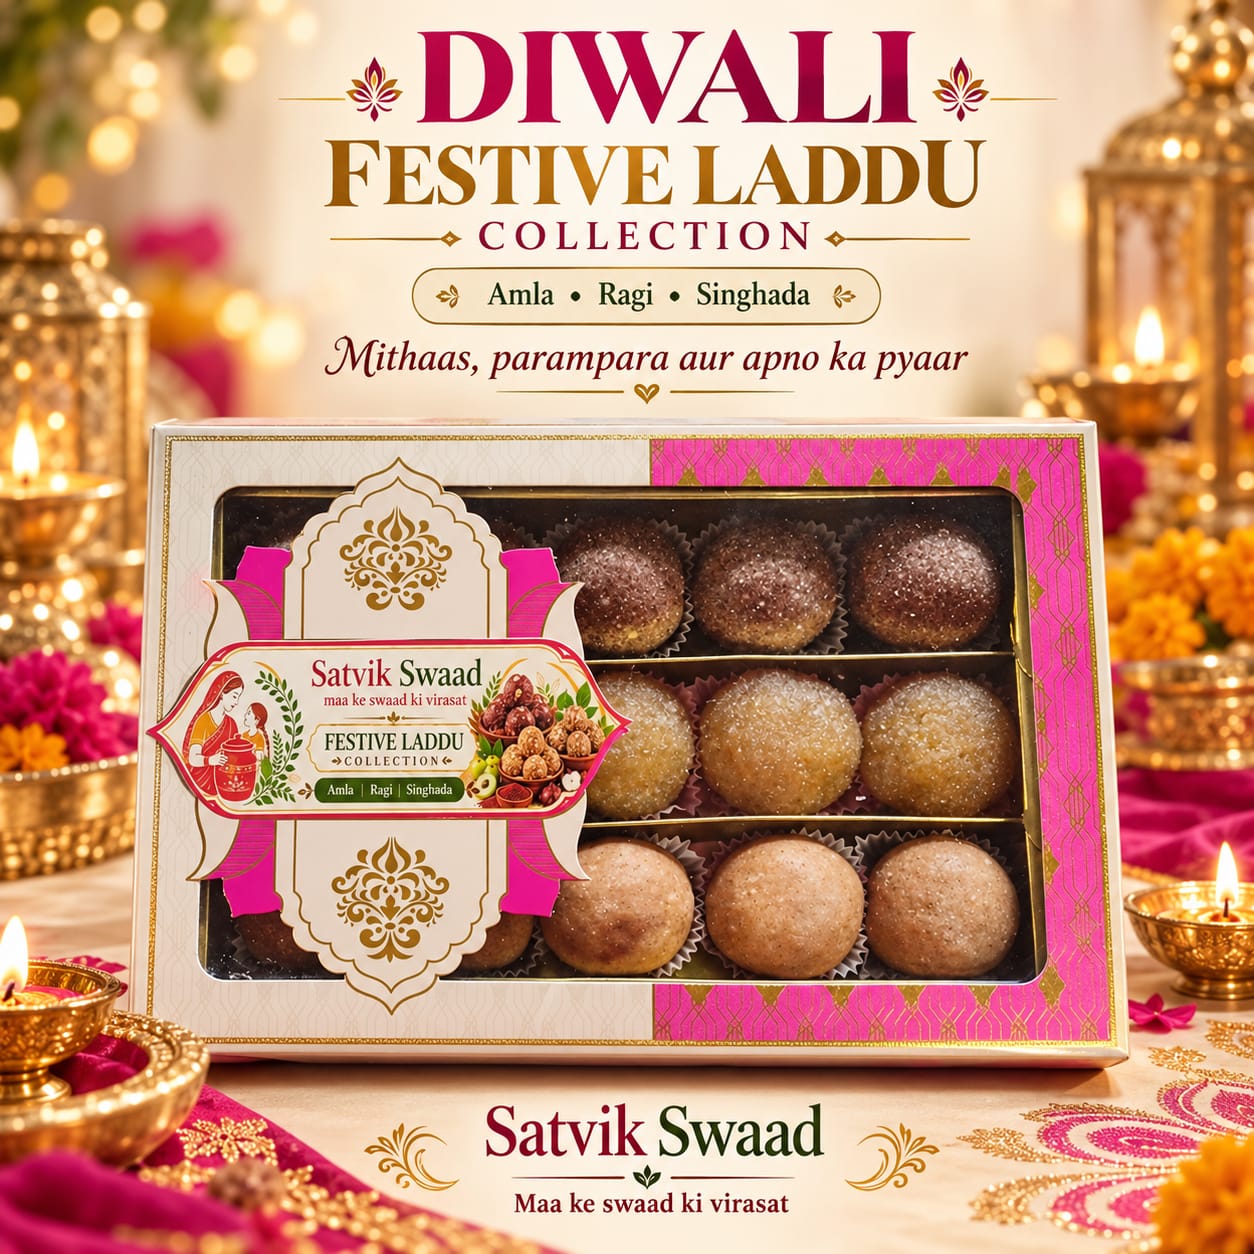 DIWALI
FESTIVE LADDU
COLLECTION
Amla • Ragi • Singhada
Mithaas, parampara aur apno ka pyaar
Satvik Swaad
maa ke swaad ki virasat
FESTIVE LADDU
COLLECTION
Amla | Ragi | Singhada
Satvik Swaad
Maa ke swaad ki virasat